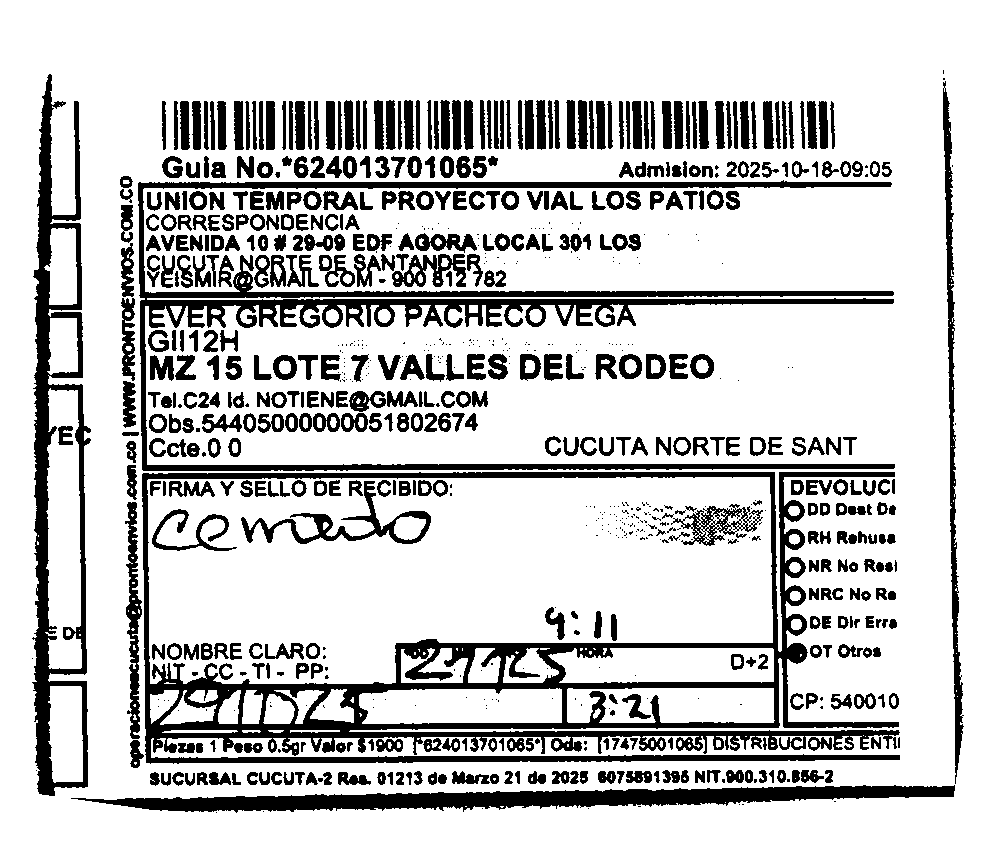 Guia No.*624013701065*
Admision: 2025-10-18-09:05
UNION TEMPORAL PROYECTO VIAL LOS PATIOS
CORRESPONDENCIA
AVENIDA 10 # 29-09 EDF AGORA LOCAL 301 LOS
CUCUTA NORTE DE SANTANDER
YEISMIR@GMAIL COM - 900 812 782
EVER GREGORIO PACHECO VEGA
GII12H
MZ 15 LOTE 7 VALLES DEL RODEO
Tel.C24 Id. NOTIENE@GMAIL.COM
Obs.544050000000051802674
Ccte.0 0
CUCUTA NORTE DE SANT
FIRMA Y SELLO DE RECIBIDO:
DEVOLUCI
DD Dest De
RH Rehusa
NR No Resi
NRC No Re
DE Dir Erra
OT Otros
9:11
NOMBRE CLARO:
NIT - CC - TI - PP:
HORA
D+2
3:21
CP: 540010
Piezas 1 Peso 0.5gr Valor $1900 [*624013701065*] Ods: [17475001065] DISTRIBUCIONES ENTI
SUCURSAL CUCUTA-2 Res. 01213 de Marzo 21 de 2025 6075891395 NIT.900.310.856-2
operacionescucuta@prontoenvios.com.co | WWW.PRONTOENVIOS.COM.CO
YEC
E DE